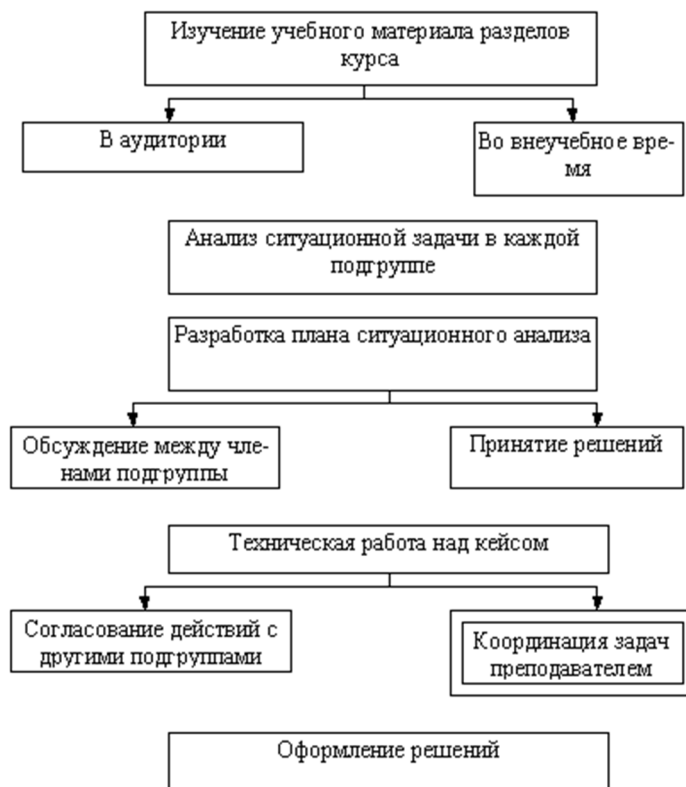 Изучение учебного материала разделов
курса
В аудитории
Во внеучебное вре-
мя
Анализ ситуационной задачи в каждой
подгруппе
Разработка плана ситуационного анализа
Обсуждение между чле-
нами подгруппы
Принятие решений
Техническая работа над кейсом
Согласование действий с
другими подгруппами
Координация задач
преподавателем
Оформление решений